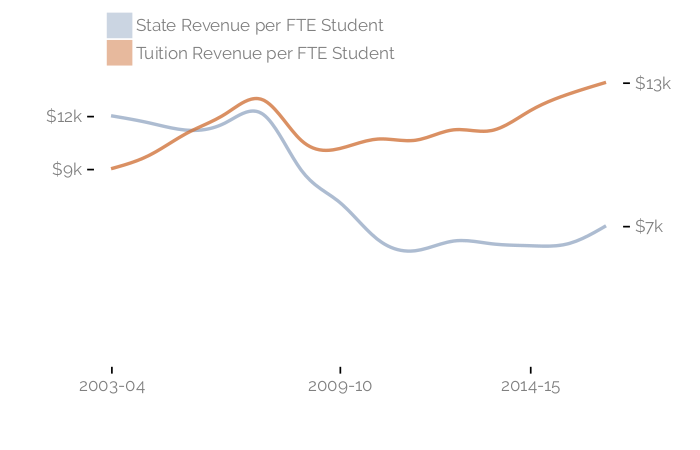 State Revenue per FTE Student
Tuition Revenue per FTE Student
$13k
$12k
$9k
$7k
2003-04 2009-10 2014-15